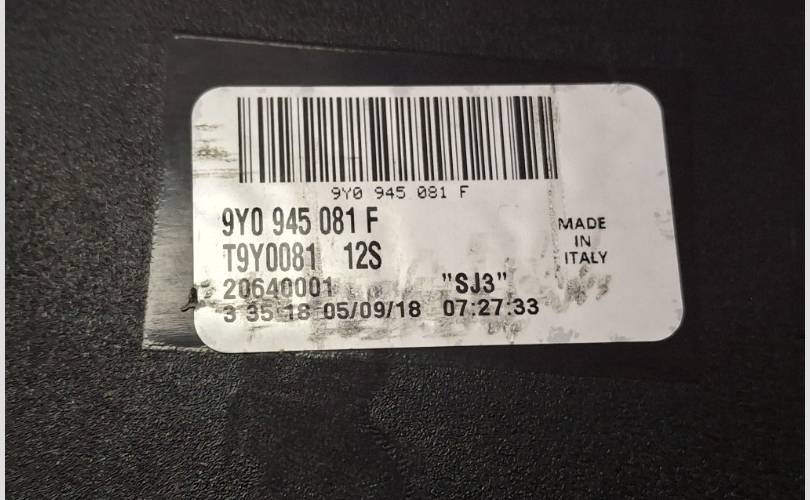 9Y0 945 081 F
9Y0 945 081 F
T9Y0081 12S
MADE
IN
ITALY
20640001 "SJ3"
3 35 18 05/09/18 07:27:33